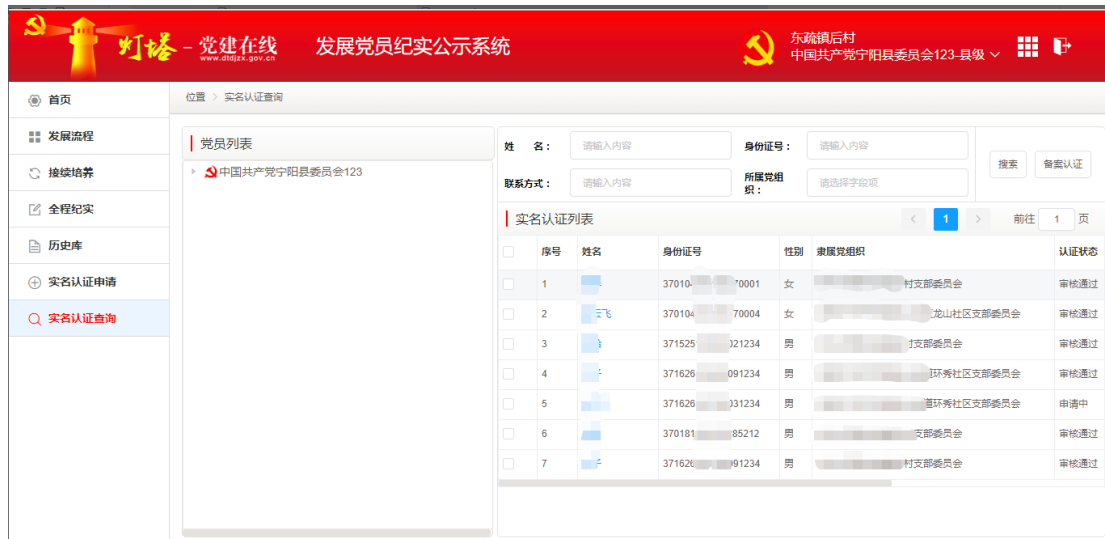 灯塔 - 党建在线
www.dtdjzx.gov.cn
发展党员纪实公示系统
东疏镇后村
中国共产党宁阳县委员会123-县级
首页
发展流程
接续培养
全程纪实
历史库
实名认证申请
实名认证查询
位置 > 实名认证查询
党员列表
中国共产党宁阳县委员会123
姓 名： 请输入内容 身份证号： 请输入内容
联系方式： 请输入内容 所属党组织： 请选择字段项
搜索 备案认证
实名认证列表 < 1 > 前往 1 页
序号 姓名 身份证号 性别 隶属党组织 认证状态
1 37010 70001 女 村支部委员会 审核通过
2 云飞 370104 70004 女 龙山社区支部委员会 审核通过
3 371525 021234 男 村支部委员会 审核通过
4 371626 091234 男 环秀社区支部委员会 审核通过
5 371626 031234 男 道环秀社区支部委员会 申请中
6 370181 85212 男 支部委员会 审核通过
7 371626 091234 男 村支部委员会 审核通过